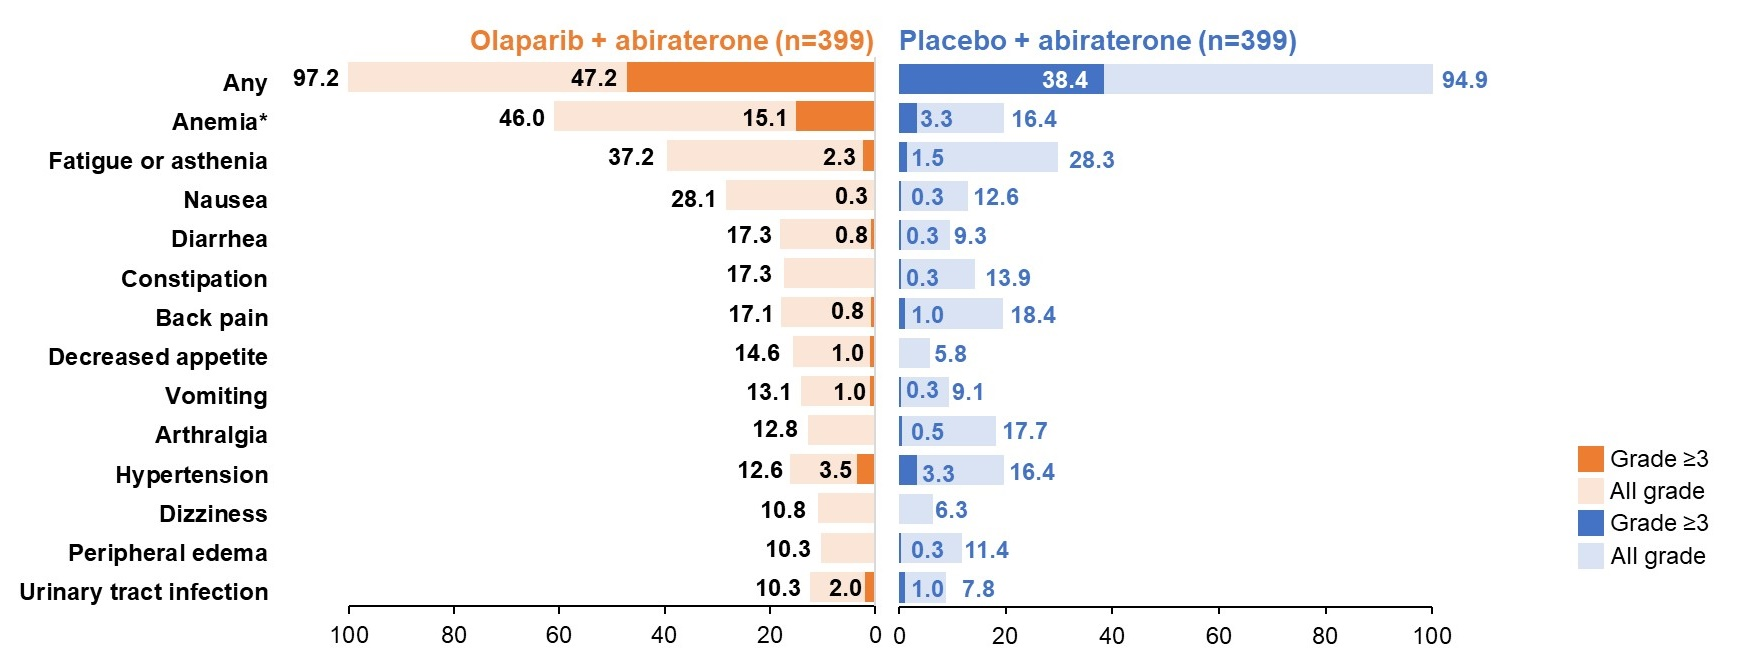 Olaparib + abiraterone (n=399) Placebo + abiraterone (n=399)
Any 97.2 47.2 38.4 94.9
Anemia* 46.0 15.1 3.3 16.4
Fatigue or asthenia 37.2 2.3 1.5 28.3
Nausea 28.1 0.3 0.3 12.6
Diarrhea 17.3 0.8 0.3 9.3
Constipation 17.3 0.3 13.9
Back pain 17.1 0.8 1.0 18.4
Decreased appetite 14.6 1.0 5.8
Vomiting 13.1 1.0 0.3 9.1
Arthralgia 12.8 0.5 17.7
Hypertension 12.6 3.5 3.3 16.4
Dizziness 10.8 6.3
Peripheral edema 10.3 0.3 11.4
Urinary tract infection 10.3 2.0 1.0 7.8
100 80 60 40 20 0 0 20 40 60 80 100
Grade ≥3
All grade
Grade ≥3
All grade